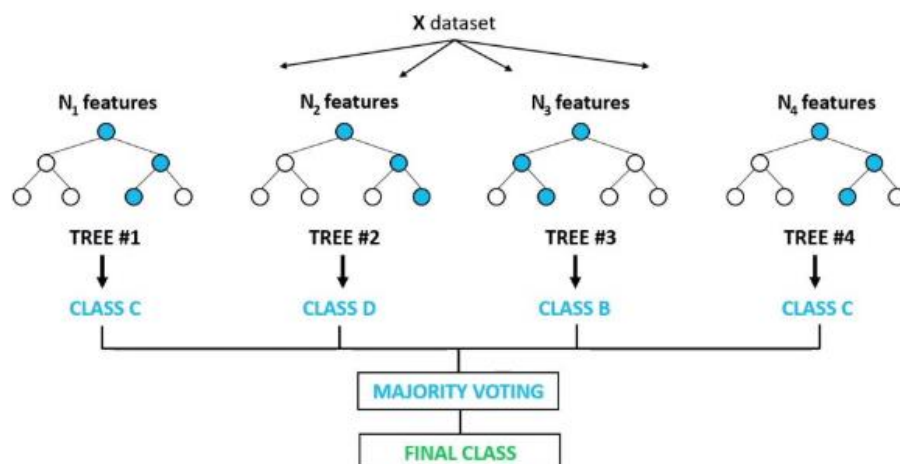 X dataset
N₁ features
N₂ features
N₃ features
N₄ features
TREE #1
TREE #2
TREE #3
TREE #4
CLASS C
CLASS D
CLASS B
CLASS C
MAJORITY VOTING
FINAL CLASS